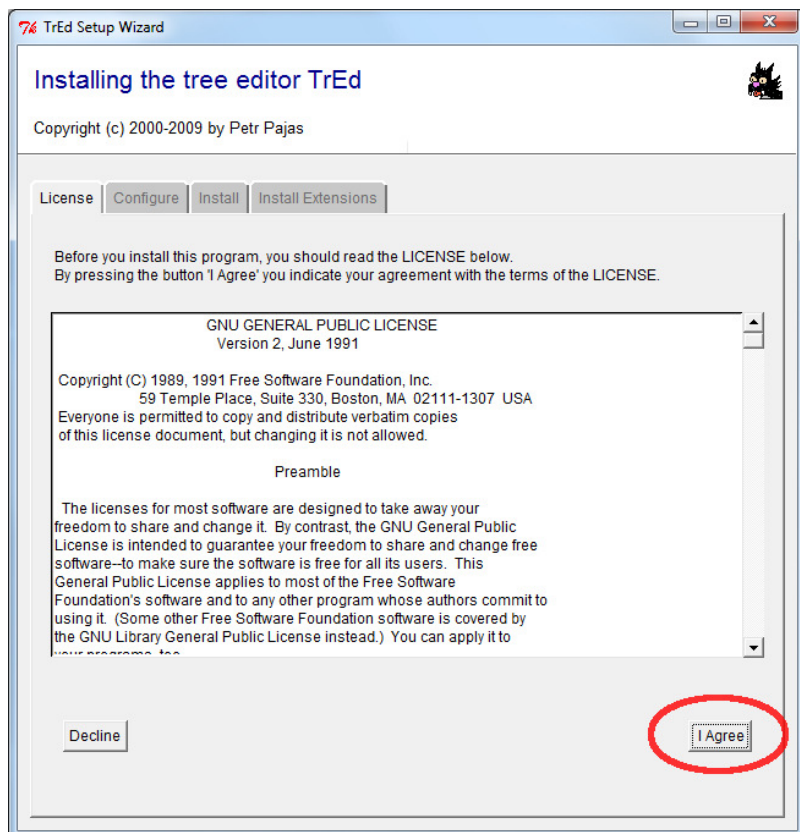 TrEd Setup Wizard
Installing the tree editor TrEd
Copyright (c) 2000-2009 by Petr Pajas
License Configure Install Install Extensions
Before you install this program, you should read the LICENSE below.
By pressing the button 'I Agree' you indicate your agreement with the terms of the LICENSE.
GNU GENERAL PUBLIC LICENSE
Version 2, June 1991
Copyright (C) 1989, 1991 Free Software Foundation, Inc.
59 Temple Place, Suite 330, Boston, MA 02111-1307 USA
Everyone is permitted to copy and distribute verbatim copies
of this license document, but changing it is not allowed.
Preamble
The licenses for most software are designed to take away your
freedom to share and change it. By contrast, the GNU General Public
License is intended to guarantee your freedom to share and change free
software--to make sure the software is free for all its users. This
General Public License applies to most of the Free Software
Foundation's software and to any other program whose authors commit to
using it. (Some other Free Software Foundation software is covered by
the GNU Library General Public License instead.) You can apply it to
your programs, too.
Decline I Agree